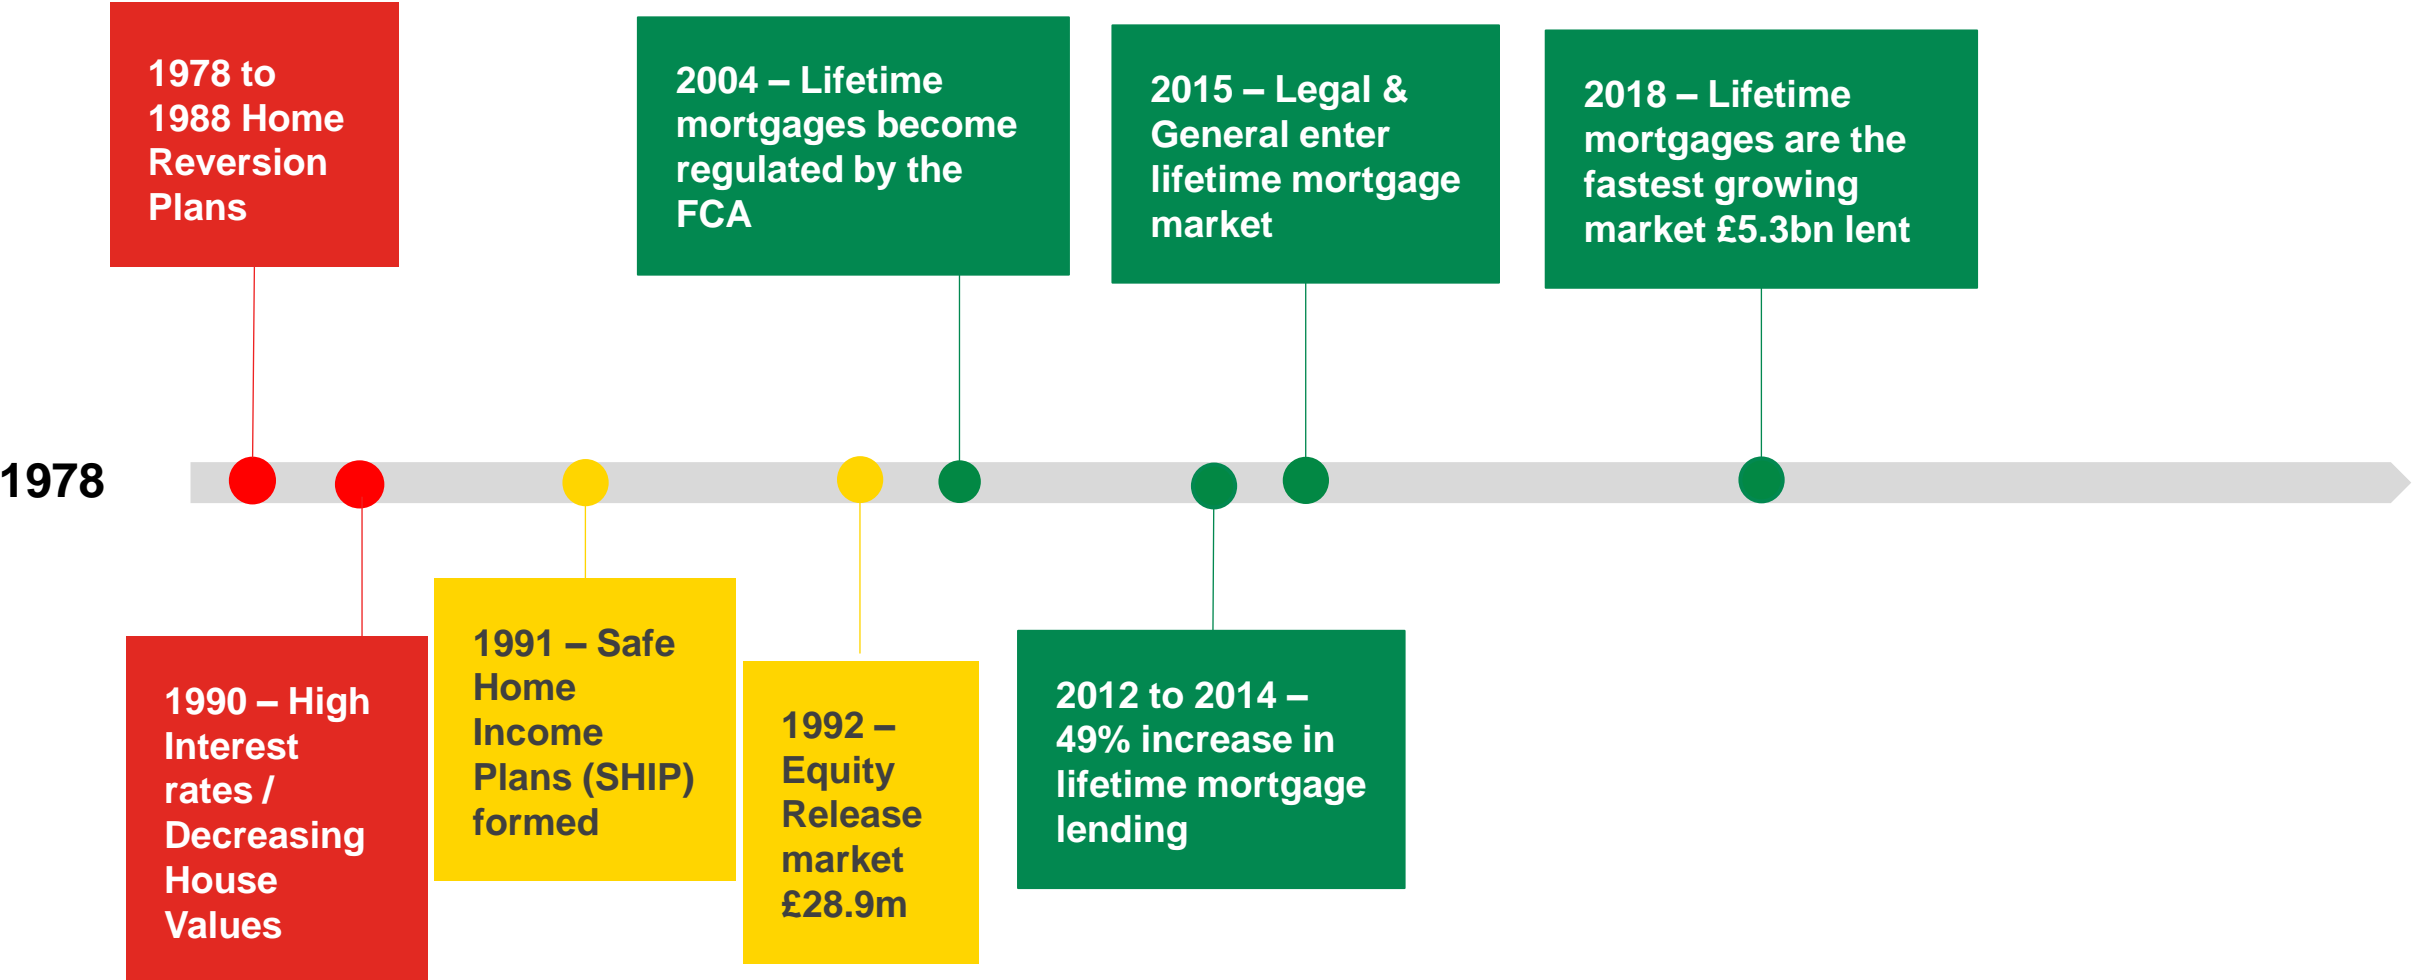 1978 to
1988 Home
Reversion
Plans
2004 – Lifetime
mortgages become
regulated by the
FCA
2015 – Legal &
General enter
lifetime mortgage
market
2018 – Lifetime
mortgages are the
fastest growing
market £5.3bn lent
1978
1990 – High
Interest
rates /
Decreasing
House
Values
1991 – Safe
Home
Income
Plans (SHIP)
formed
1992 –
Equity
Release
market
£28.9m
2012 to 2014 –
49% increase in
lifetime mortgage
lending